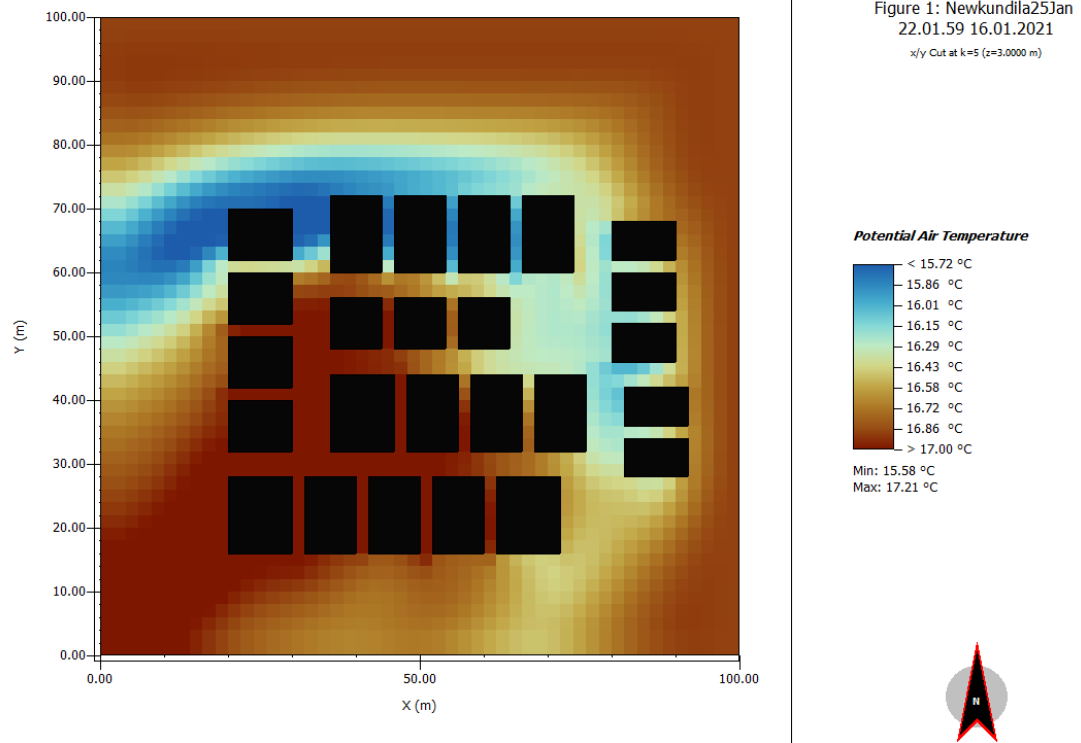 Figure 1: Newkundila25Jan
22.01.59 16.01.2021
x/y Cut at k=5 (z=3.0000 m)
100.00
90.00
80.00
70.00
60.00
50.00
40.00
30.00
20.00
10.00
0.00
Y (m)
0.00 50.00 100.00
X (m)
Potential Air Temperature
< 15.72 °C
15.86 °C
16.01 °C
16.15 °C
16.29 °C
16.43 °C
16.58 °C
16.72 °C
16.86 °C
> 17.00 °C
Min: 15.58 °C
Max: 17.21 °C
N